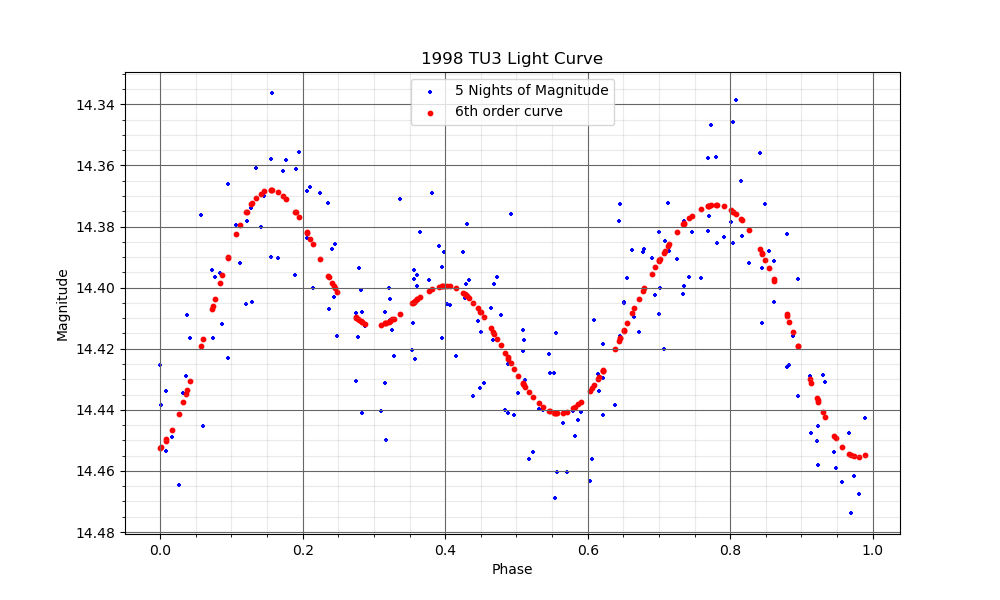 1998 TU3 Light Curve
5 Nights of Magnitude
6th order curve
Magnitude
14.34
14.36
14.38
14.40
14.42
14.44
14.46
14.48
0.0 0.2 0.4 0.6 0.8 1.0
Phase